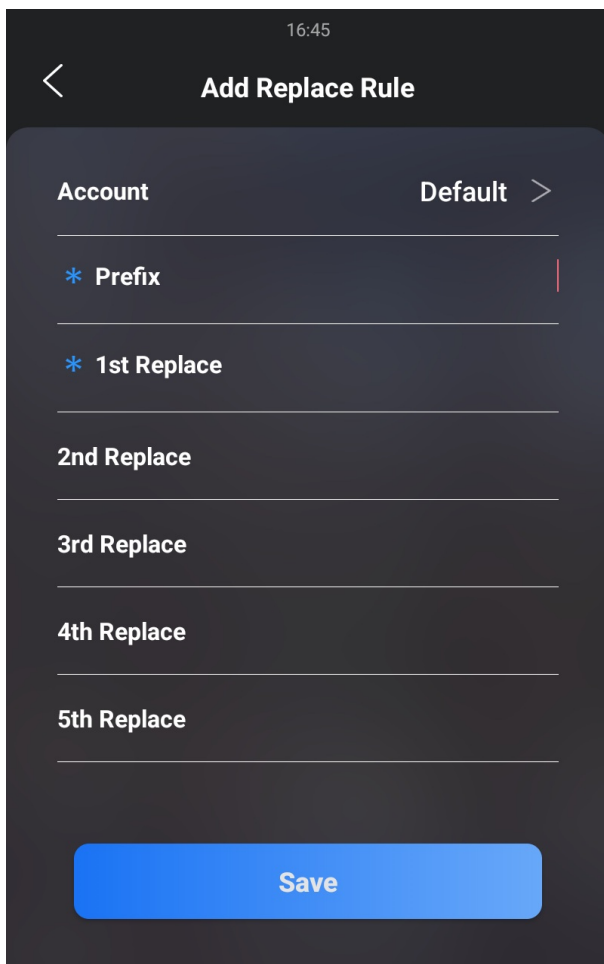 16:45
Add Replace Rule
Account Default >
* Prefix
* 1st Replace
2nd Replace
3rd Replace
4th Replace
5th Replace
Save